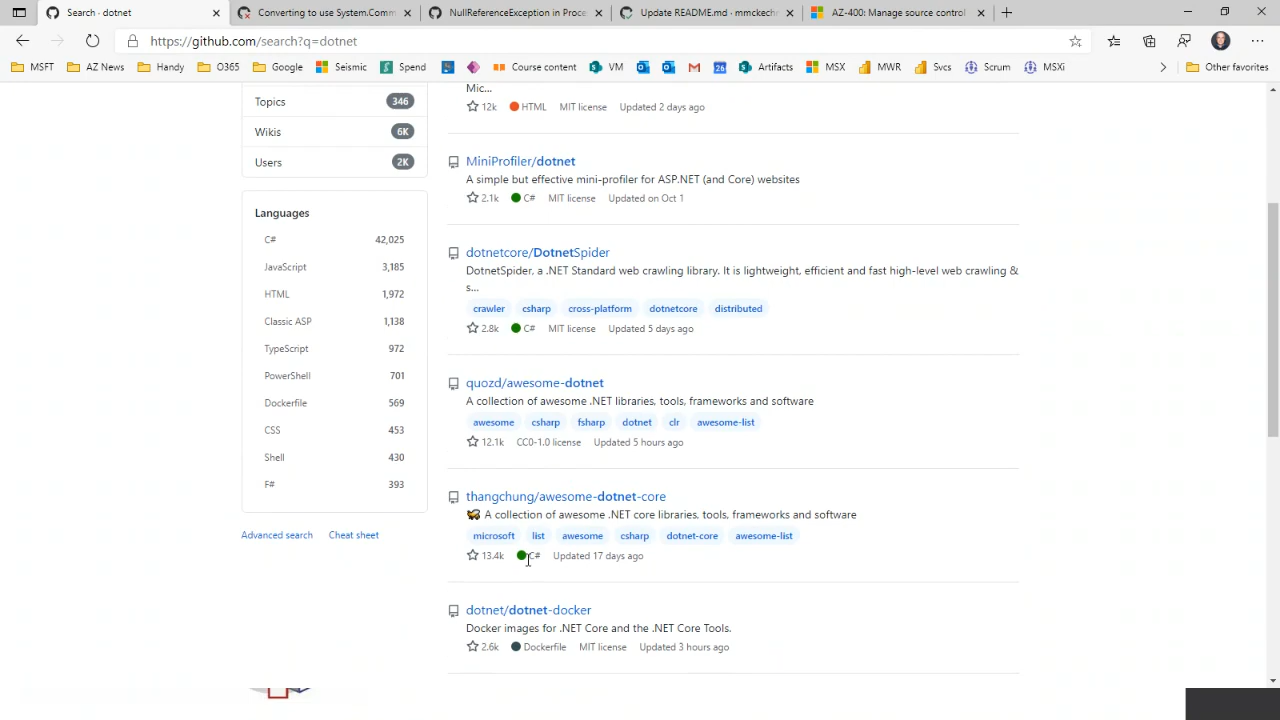 Search · dotnet
Converting to use System.Comm
NullReferenceException in Proce
Update README.md · mmckechr
AZ-400: Manage source control
https://github.com/search?q=dotnet
MSFT
AZ News
Handy
O365
Google
Seismic
Spend
Course content
VM
26
Artifacts
MSX
MWR
Svcs
Scrum
MSXi
Other favorites
Topics 346
Wikis 6K
Users 2K
Languages
C# 42,025
JavaScript 3,185
HTML 1,972
Classic ASP 1,138
TypeScript 972
PowerShell 701
Dockerfile 569
CSS 453
Shell 430
F# 393
Advanced search Cheat sheet
Mic...
12k HTML MIT license Updated 2 days ago
MiniProfiler/dotnet
A simple but effective mini-profiler for ASP.NET (and Core) websites
2.1k C# MIT license Updated on Oct 1
dotnetcore/DotnetSpider
DotnetSpider, a .NET Standard web crawling library. It is lightweight, efficient and fast high-level web crawling &
s...
crawler csharp cross-platform dotnetcore distributed
2.8k C# MIT license Updated 5 days ago
quozd/awesome-dotnet
A collection of awesome .NET libraries, tools, frameworks and software
awesome csharp fsharp dotnet clr awesome-list
12.1k CC0-1.0 license Updated 5 hours ago
thangchung/awesome-dotnet-core
A collection of awesome .NET core libraries, tools, frameworks and software
microsoft list awesome csharp dotnet-core awesome-list
13.4k C# Updated 17 days ago
dotnet/dotnet-docker
Docker images for .NET Core and the .NET Core Tools.
2.6k Dockerfile MIT license Updated 3 hours ago